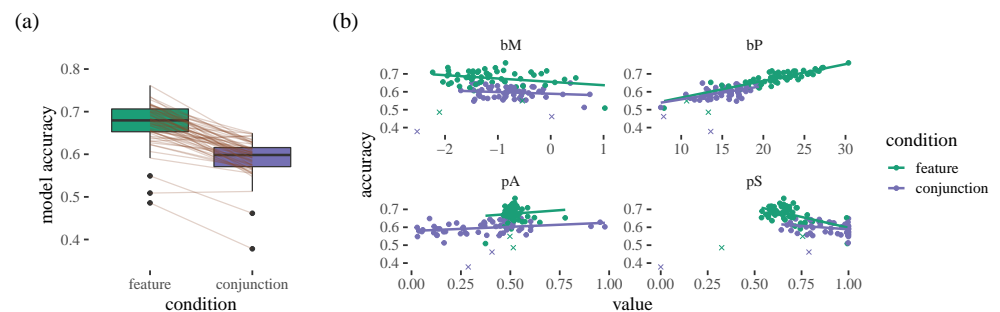 (a)
0.8
0.7
0.6
0.5
0.4
model accuracy
feature
conjunction
condition
(b)
bM
bP
0.7
0.6
0.5
0.4
−2
−1
0
1
10
15
20
25
30
accuracy
pA
pS
0.7
0.6
0.5
0.4
0.00
0.25
0.50
0.75
1.00
0.00
0.25
0.50
0.75
1.00
value
condition
feature
conjunction